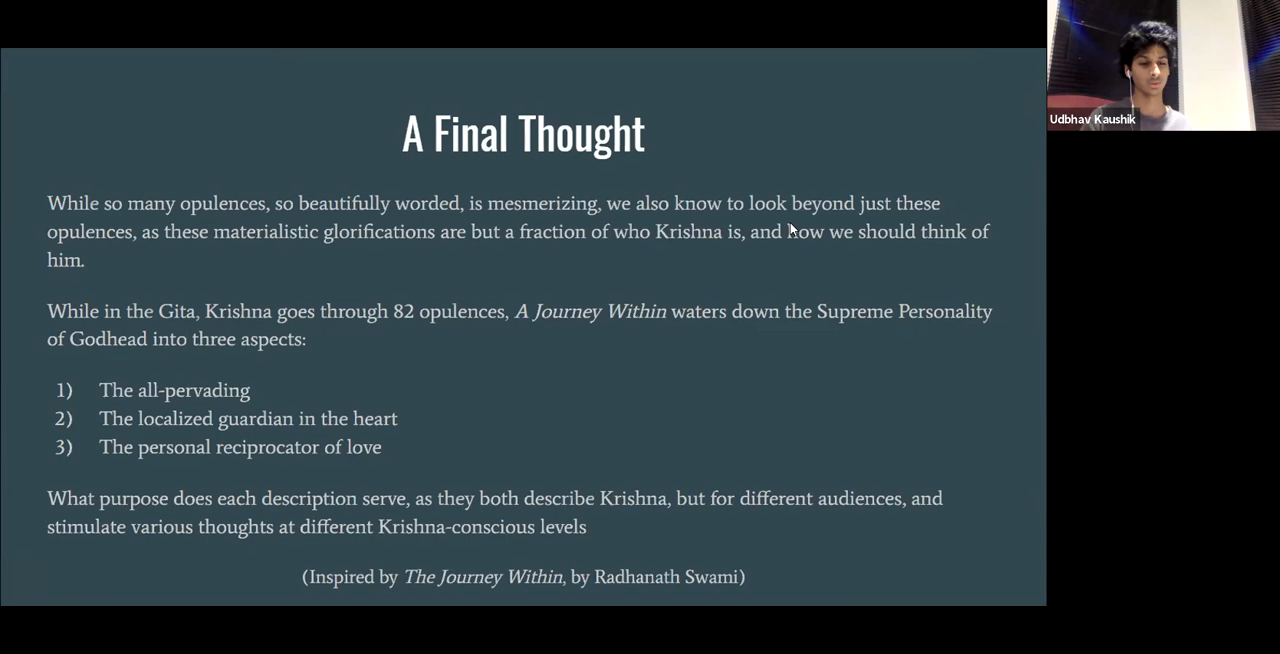 A Final Thought
While so many opulences, so beautifully worded, is mesmerizing, we also know to look beyond just these
opulences, as these materialistic glorifications are but a fraction of who Krishna is, and how we should think of
him.
While in the Gita, Krishna goes through 82 opulences, A Journey Within waters down the Supreme Personality
of Godhead into three aspects:
1) The all-pervading
2) The localized guardian in the heart
3) The personal reciprocator of love
What purpose does each description serve, as they both describe Krishna, but for different audiences, and
stimulate various thoughts at different Krishna-conscious levels
(Inspired by The Journey Within, by Radhanath Swami)
Udbhav Kaushik